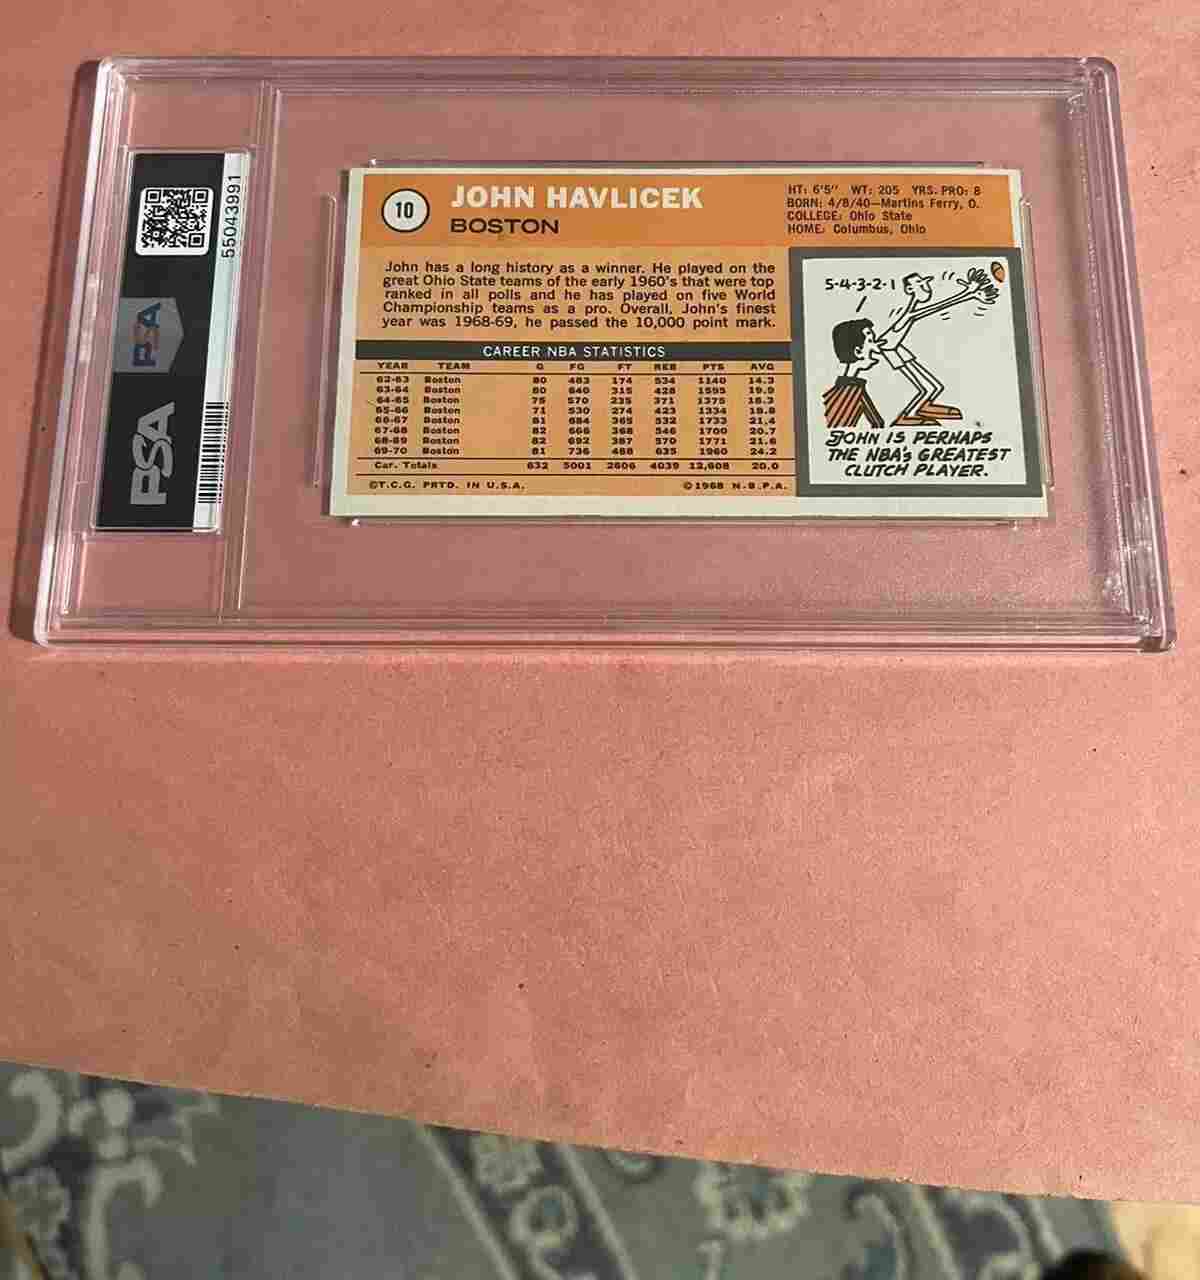 55043991
PSA
PSA
10
JOHN HAVLICEK
BOSTON
HT: 6'5" WT: 205 YRS. PRO: 8
BORN: 4/8/40—Martins Ferry, O.
COLLEGE: Ohio State
HOME: Columbus, Ohio
John has a long history as a winner. He played on the
great Ohio State teams of the early 1960's that were top
ranked in all polls and he has played on five World
Championship teams as a pro. Overall, John's finest
year was 1968-69, he passed the 10,000 point mark.
CAREER NBA STATISTICS
YEAR TEAM G FG FT REB PTS AVG
62-63 Boston 80 483 174 534 1140 14.3
63-64 Boston 80 640 315 428 1595 19.9
64-65 Boston 75 570 235 371 1375 18.3
65-66 Boston 71 530 274 423 1334 18.8
66-67 Boston 81 684 365 532 1733 21.4
67-68 Boston 82 666 368 546 1700 20.7
68-69 Boston 82 692 387 570 1771 21.6
69-70 Boston 81 736 488 635 1960 24.2
Car. Totals 632 5001 2606 4039 12,608 20.0
©T.C.G. PRTD. IN U.S.A. ©1968 N.B.P.A.
5-4-3-2-1
JOHN IS PERHAPS
THE NBA's GREATEST
CLUTCH PLAYER.